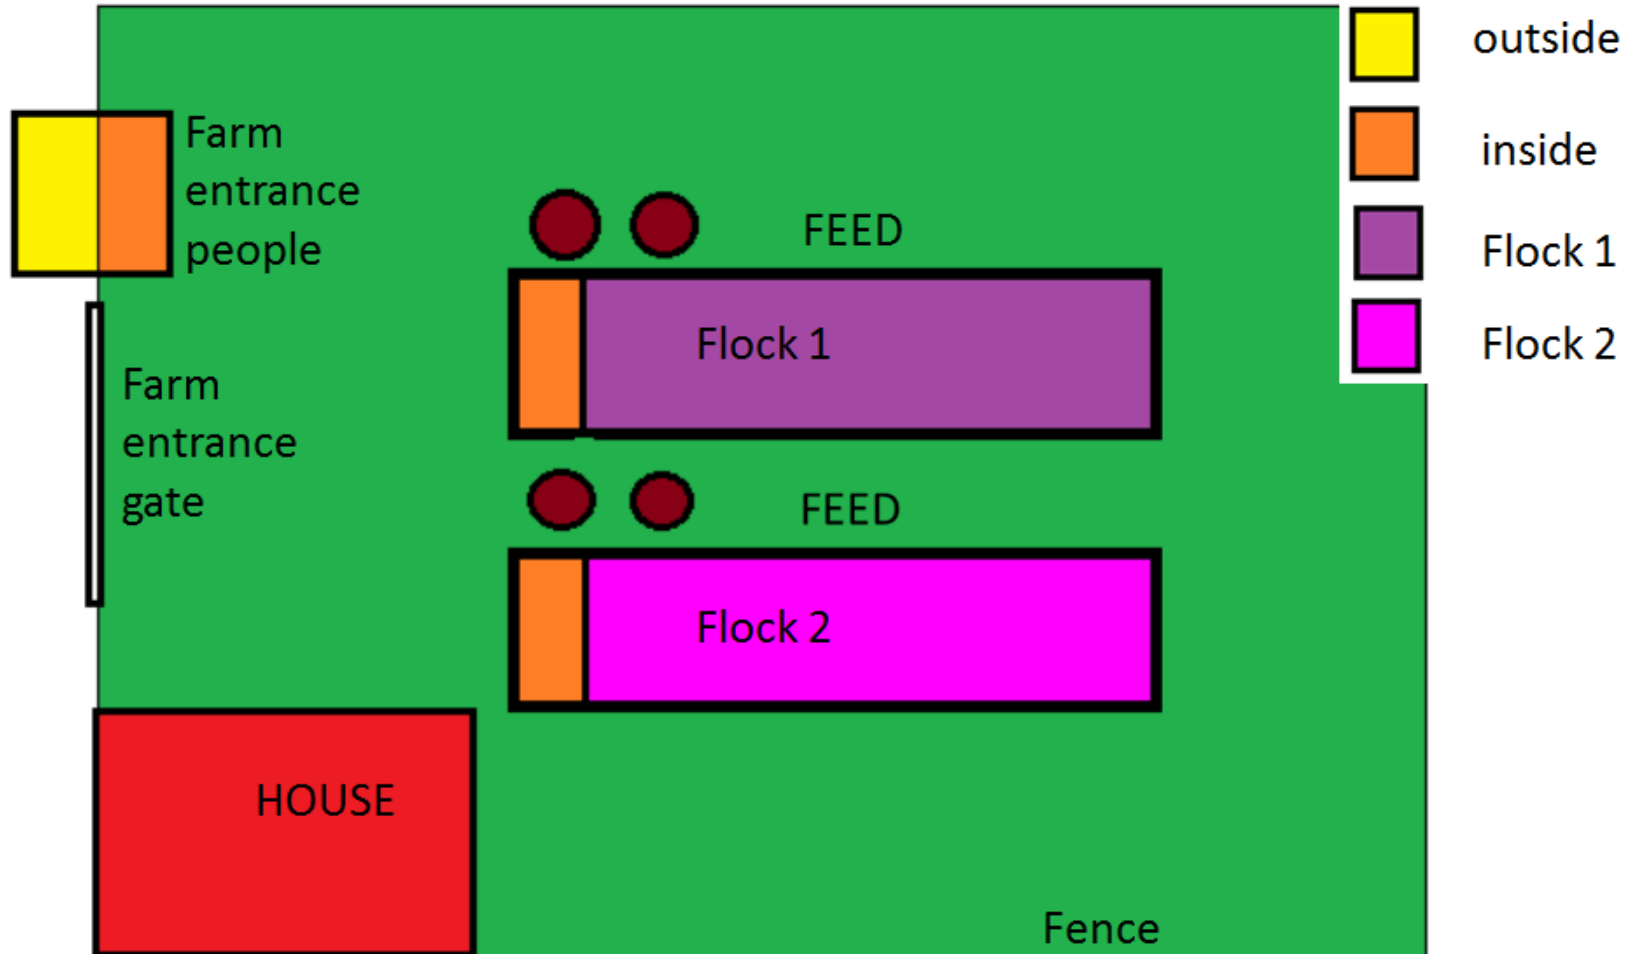 outside
inside
Flock 1
Flock 2
Farm
entrance
people
FEED
Flock 1
Farm
entrance
gate
FEED
Flock 2
HOUSE
Fence